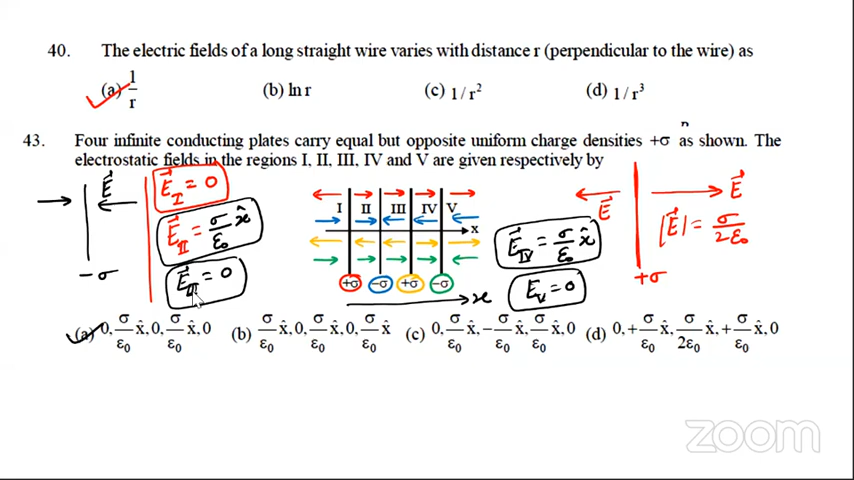 40. The electric fields of a long straight wire varies with distance r (perpendicular to the wire) as
(a) 1/r (b) ln r (c) 1/r² (d) 1/r³
43. Four infinite conducting plates carry equal but opposite uniform charge densities +σ as shown. The
electrostatic fields in the regions I, II, III, IV and V are given respectively by
E⃗
−σ
E⃗_I = 0
E⃗_II = σ/ε₀ x̂
E⃗_III = 0
I II III IV V
x
+σ −σ +σ −σ
x
E⃗_IV = σ/ε₀ x̂
E_V = 0
E⃗ E⃗
|E⃗| = σ/2ε₀
+σ
(a) 0, σ/ε₀ x̂, 0, σ/ε₀ x̂, 0 (b) σ/ε₀ x̂, 0, σ/ε₀ x̂, 0, σ/ε₀ x̂ (c) 0, σ/ε₀ x̂, −σ/ε₀ x̂, σ/ε₀ x̂, 0 (d) 0, +σ/ε₀ x̂, σ/2ε₀ x̂, +σ/ε₀ x̂, 0
zoom